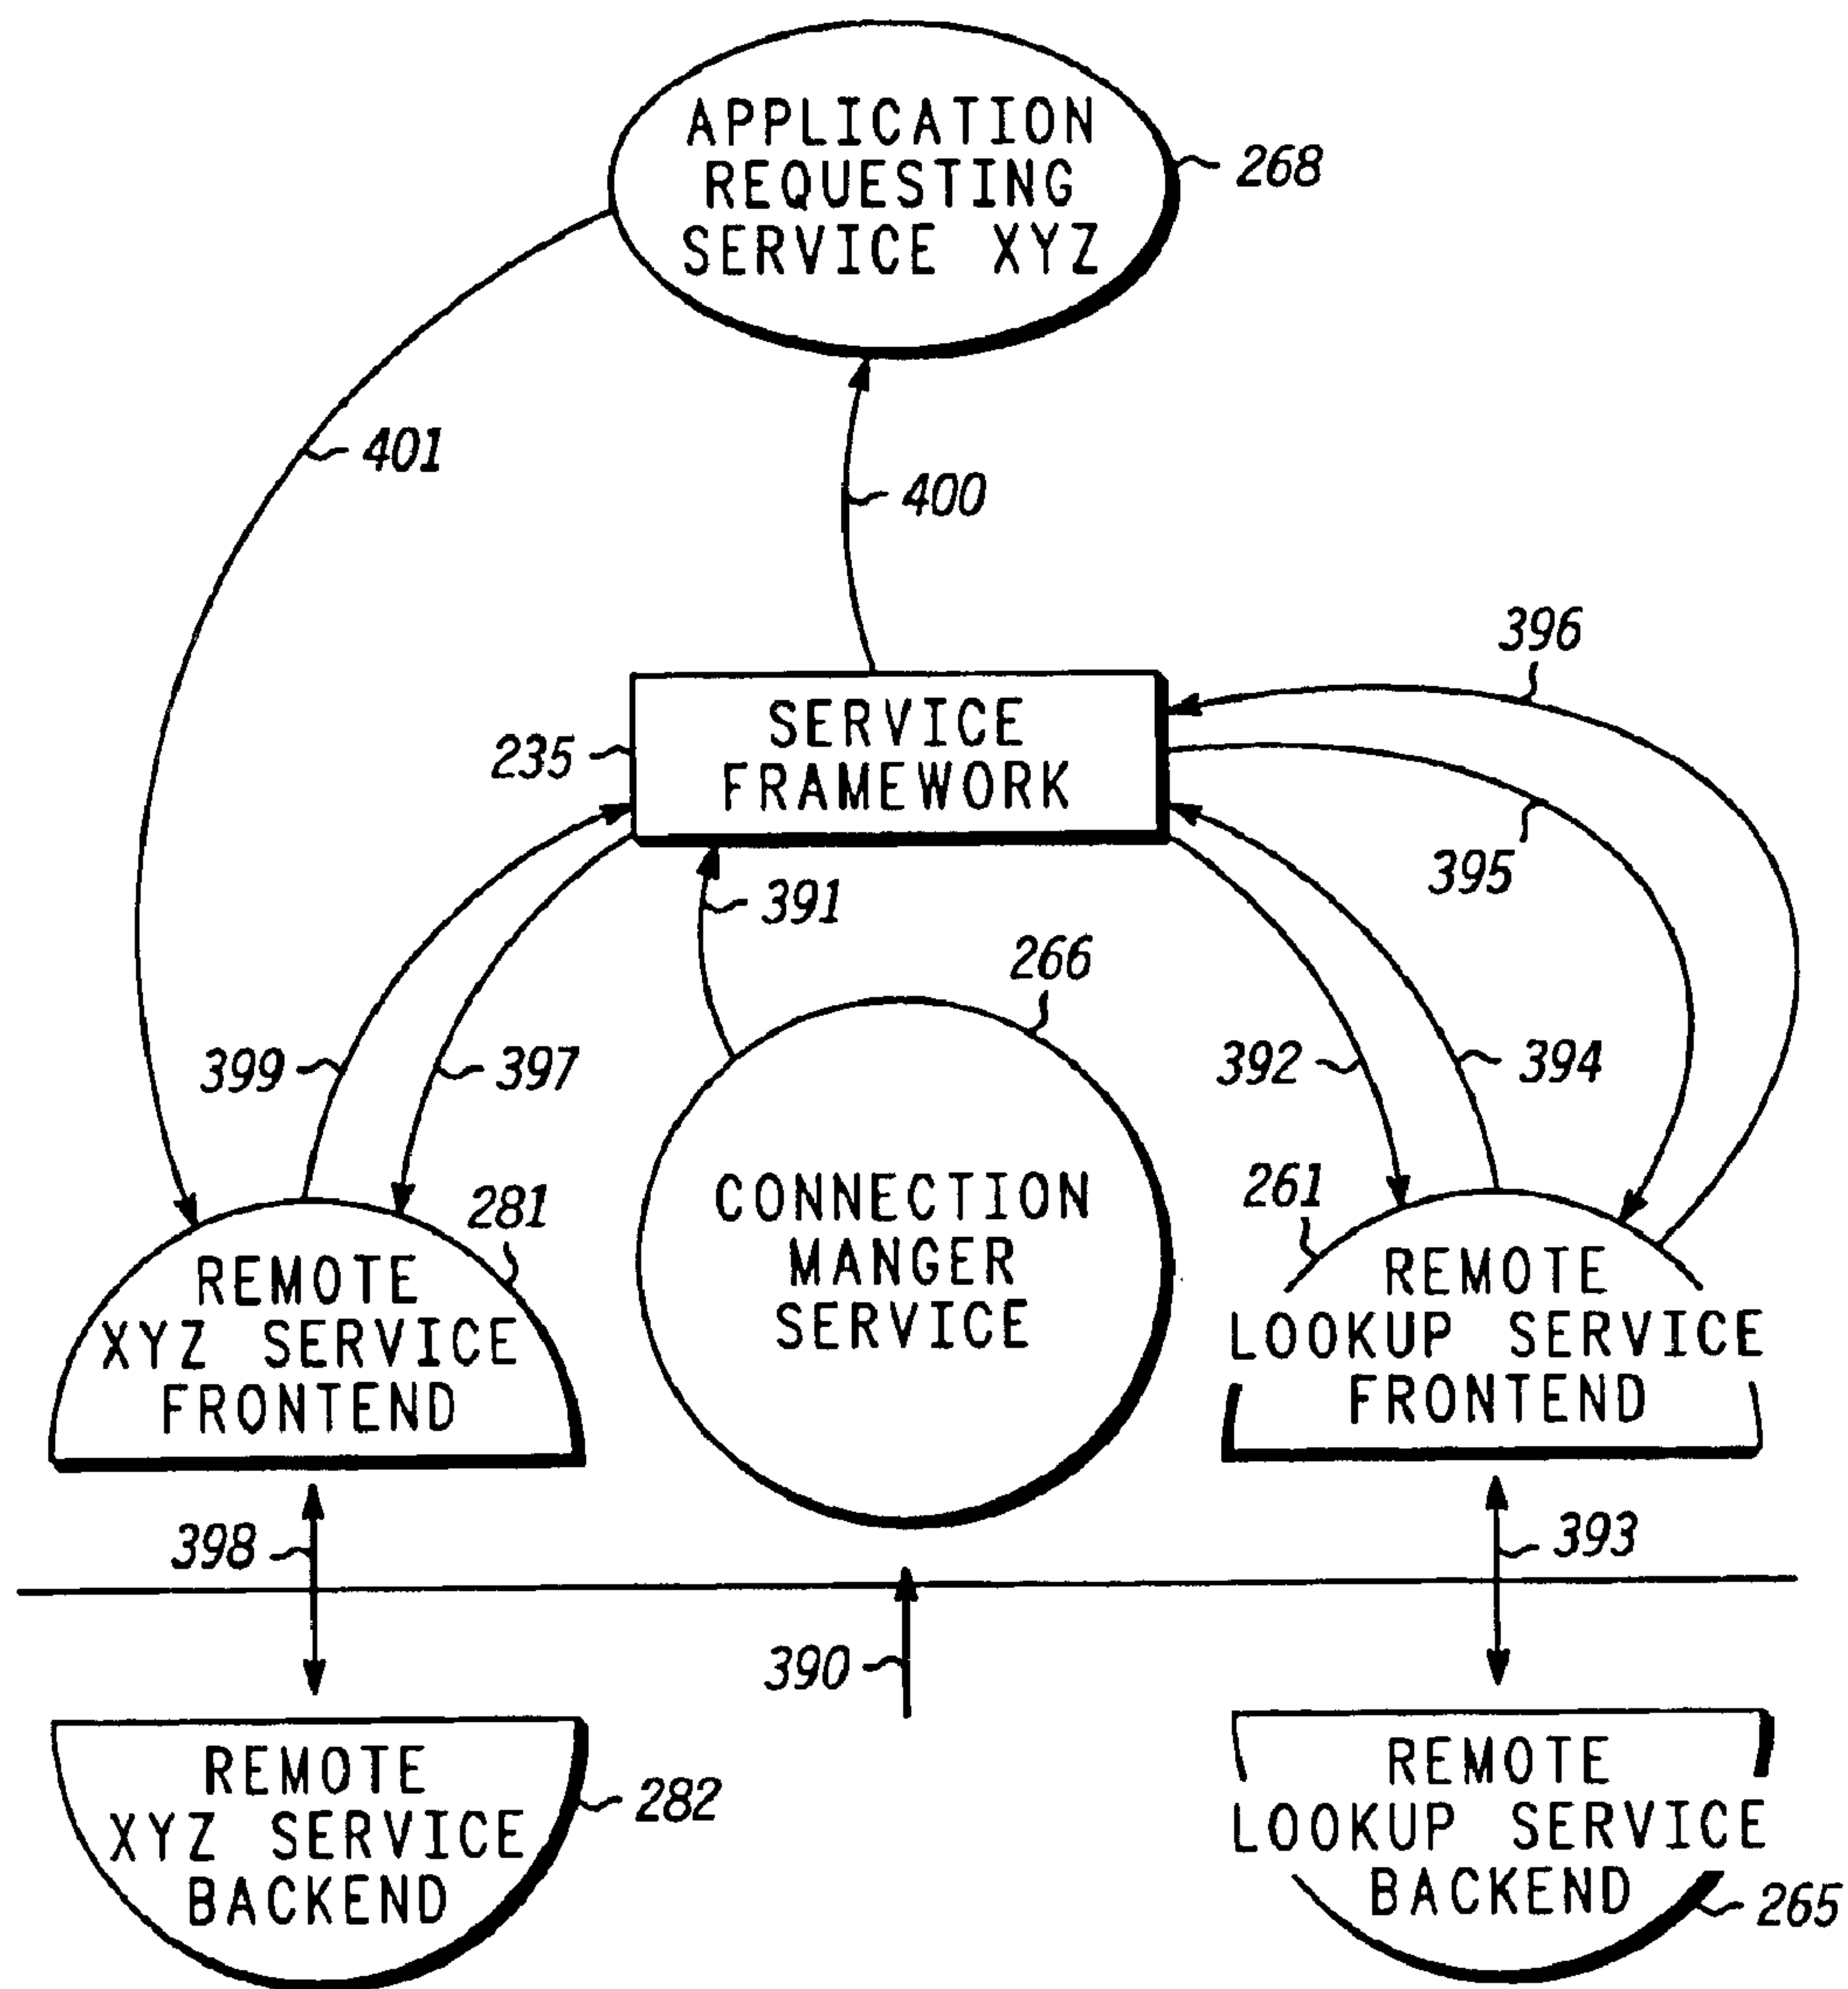 APPLICATION
REQUESTING
SERVICE XYZ
268
401
400
396
SERVICE
FRAMEWORK
235
395
391
266
399
397
392
394
281
261
CONNECTION
MANGER
SERVICE
REMOTE
XYZ SERVICE
FRONTEND
REMOTE
LOOKUP SERVICE
FRONTEND
398
393
390
REMOTE
XYZ SERVICE
BACKEND
282
REMOTE
LOOKUP SERVICE
BACKEND
265